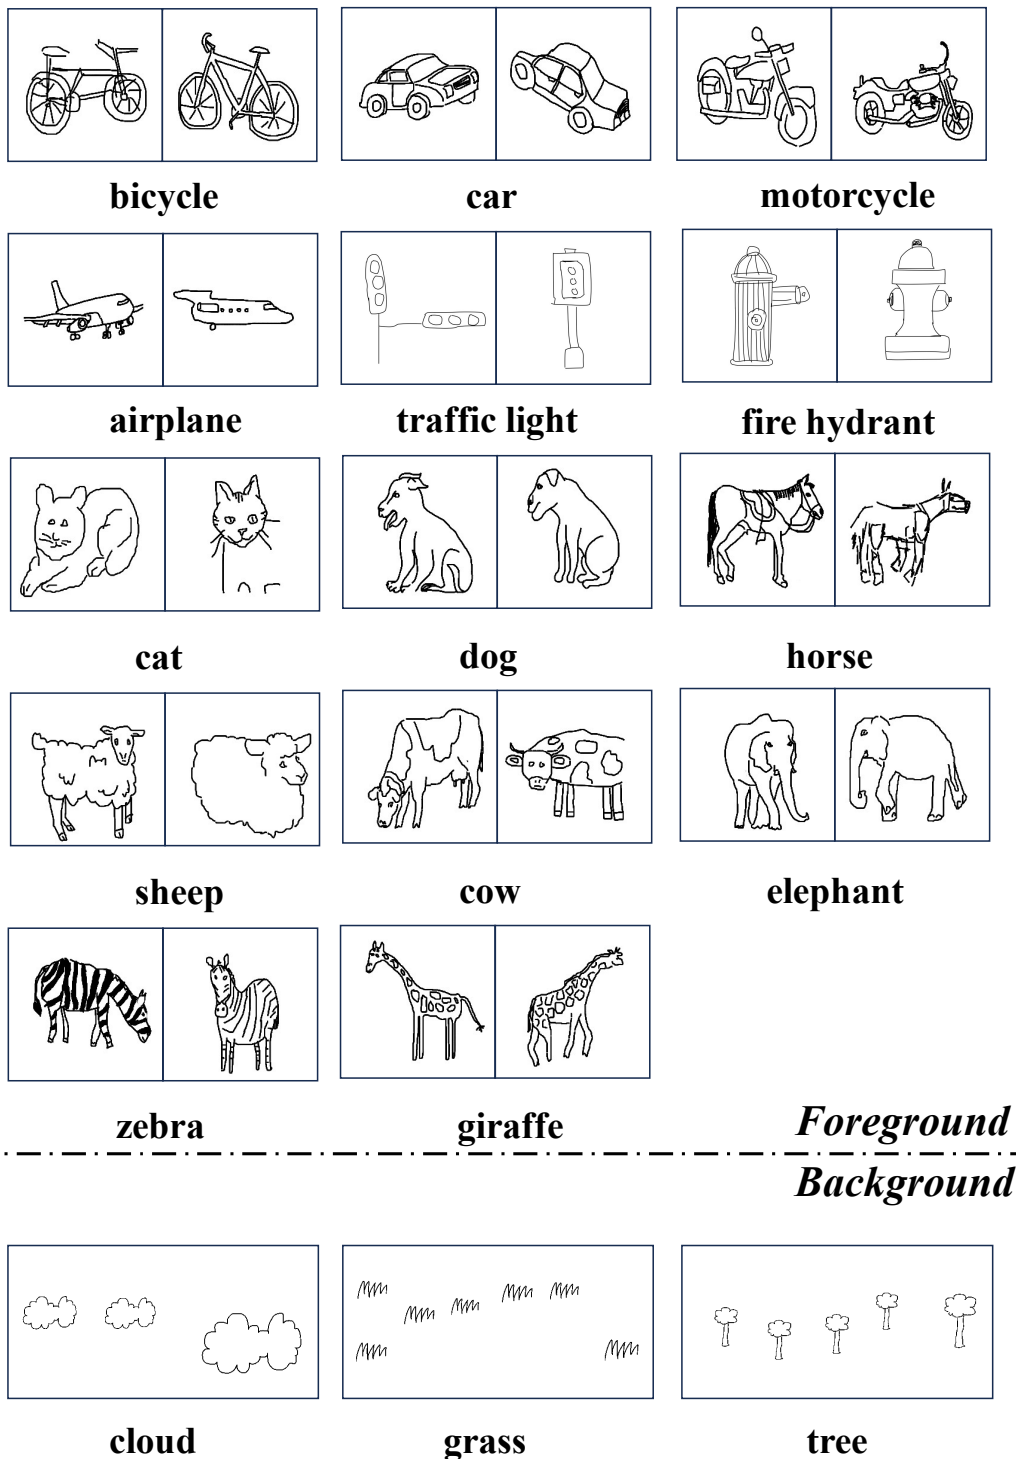 bicycle car motorcycle
airplane traffic light fire hydrant
cat dog horse
sheep cow elephant
zebra giraffe Foreground
Background
cloud grass tree